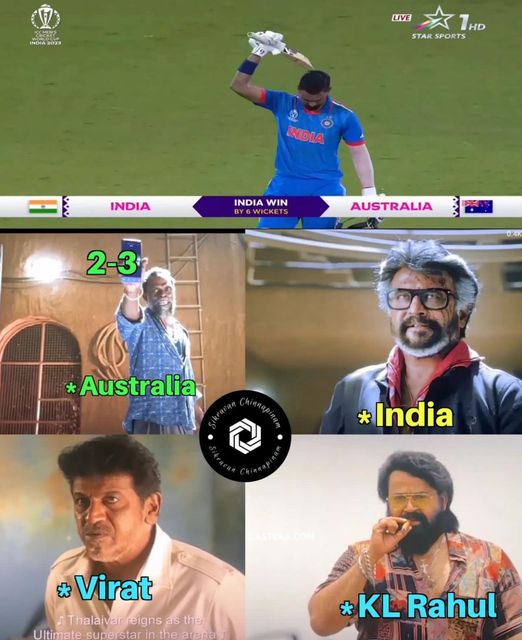 ICC MEN'S
CRICKET
WORLD CUP
INDIA 2023
LIVE
STAR SPORTS
1 HD
INDIA
INDIA
INDIA WIN
BY 6 WICKETS
AUSTRALIA
2-3
*Australia
*India
Sikravan Chinnapinam
Sikravan Chinnapinam
*Virat
♪ Thalaivar reigns as the
Ultimate superstar in the arena ♪
*KL Rahul